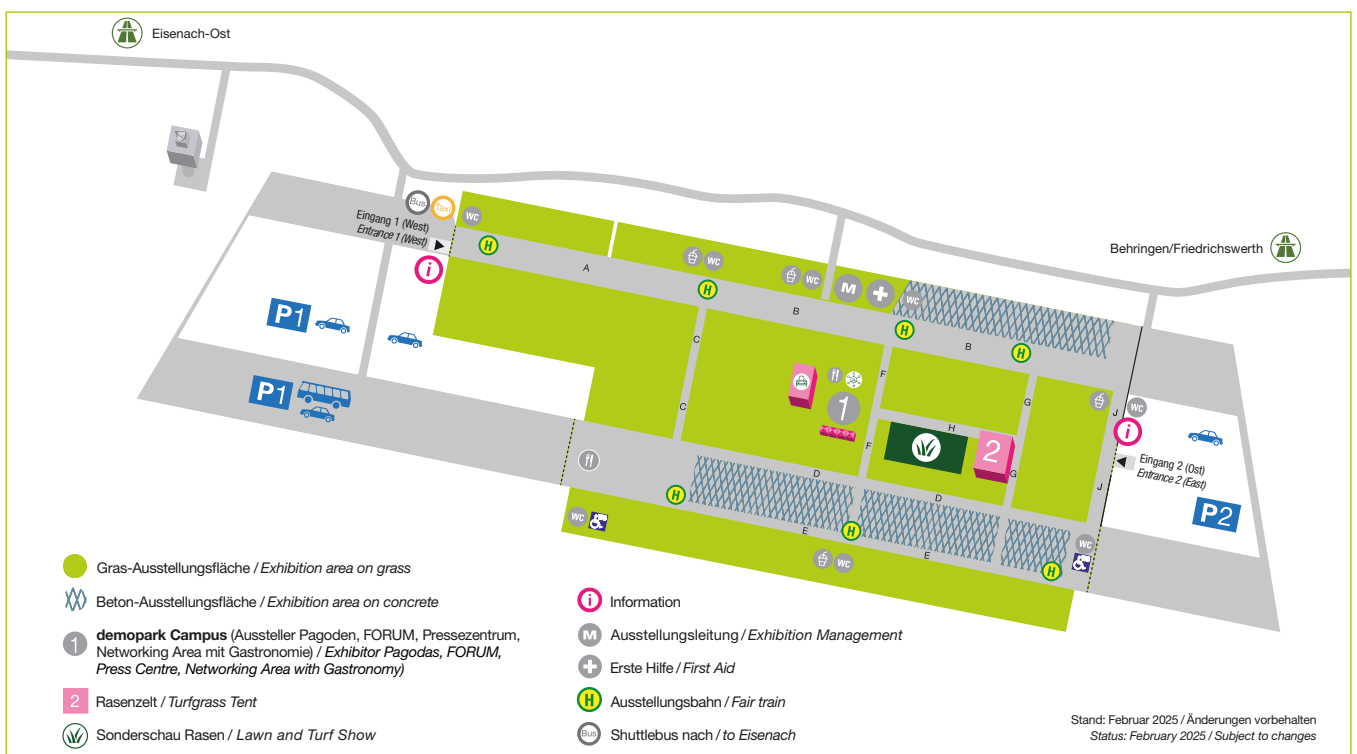 Eisenach-Ost
Bus
Taxi
WC
Eingang 1 (West)
Entrance 1 (West)
H
i
A
WC
H
WC
M
WC
B
H
B
H
Behringen/Friedrichswerth
P1
P1
C
C
F
1
F
G
H
2
G
J
WC
i
Eingang 2 (Ost)
Entrance 2 (East)
J
P2
D
D
H
E
H
E
WC
WC
WC
H
Gras-Ausstellungsfläche / Exhibition area on grass
Beton-Ausstellungsfläche / Exhibition area on concrete
1
demopark Campus (Aussteller Pagoden, FORUM, Pressezentrum,
Networking Area mit Gastronomie) / Exhibitor Pagodas, FORUM,
Press Centre, Networking Area with Gastronomy)
2 Rasenzelt / Turfgrass Tent
Sonderschau Rasen / Lawn and Turf Show
i Information
M Ausstellungsleitung / Exhibition Management
Erste Hilfe / First Aid
H Ausstellungsbahn / Fair train
Bus Shuttlebus nach / to Eisenach
Stand: Februar 2025 / Änderungen vorbehalten
Status: February 2025 / Subject to changes